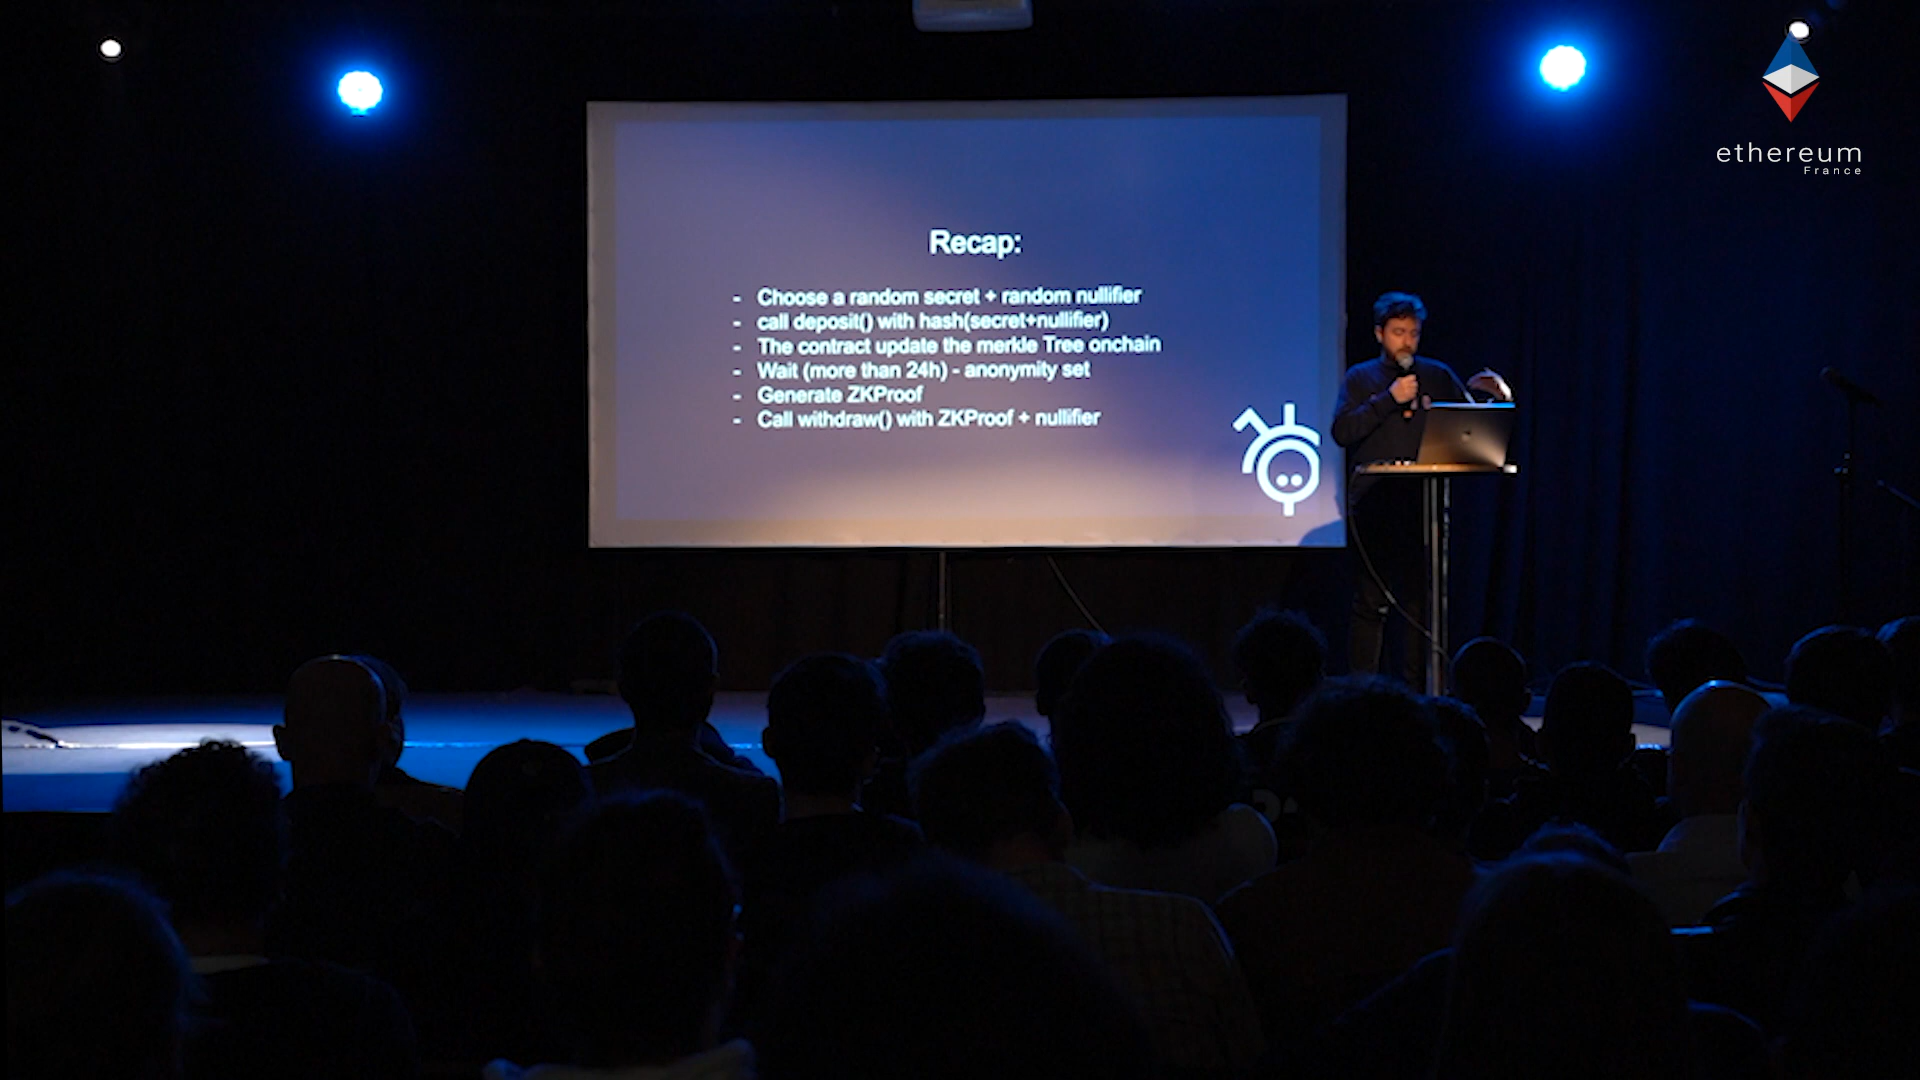 ethereum
France
Recap:
- Choose a random secret + random nullifier
- call deposit() with hash(secret+nullifier)
- The contract update the merkle Tree onchain
- Wait (more than 24h) - anonymity set
- Generate ZKProof
- Call withdraw() with ZKProof + nullifier